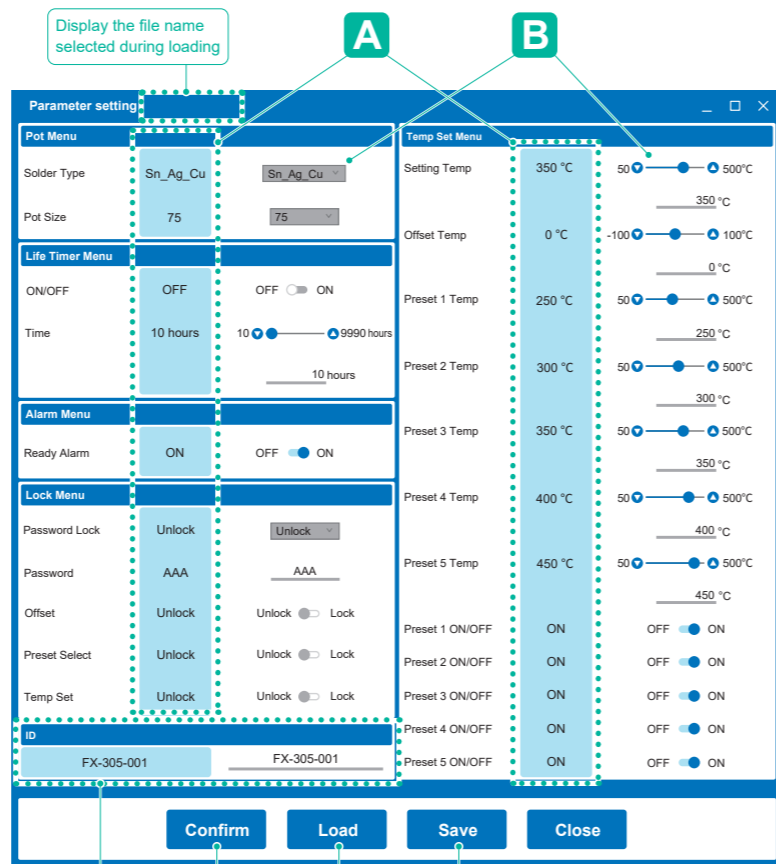 Display the file name
selected during loading
A
B
Parameter setting
Pot Menu
Solder Type Sn_Ag_Cu Sn_Ag_Cu
Pot Size 75 75
Life Timer Menu
ON/OFF OFF OFF ON
Time 10 hours 10 9990 hours
10 hours
Alarm Menu
Ready Alarm ON OFF ON
Lock Menu
Password Lock Unlock Unlock
Password AAA AAA
Offset Unlock Unlock Lock
Preset Select Unlock Unlock Lock
Temp Set Unlock Unlock Lock
ID
FX-305-001 FX-305-001
Temp Set Menu
Setting Temp 350 °C 50 500°C
350 °C
Offset Temp 0 °C -100 100°C
0 °C
Preset 1 Temp 250 °C 50 500°C
250 °C
Preset 2 Temp 300 °C 50 500°C
300 °C
Preset 3 Temp 350 °C 50 500°C
350 °C
Preset 4 Temp 400 °C 50 500°C
400 °C
Preset 5 Temp 450 °C 50 500°C
450 °C
Preset 1 ON/OFF ON OFF ON
Preset 2 ON/OFF ON OFF ON
Preset 3 ON/OFF ON OFF ON
Preset 4 ON/OFF ON OFF ON
Preset 5 ON/OFF ON OFF ON
Confirm Load Save Close